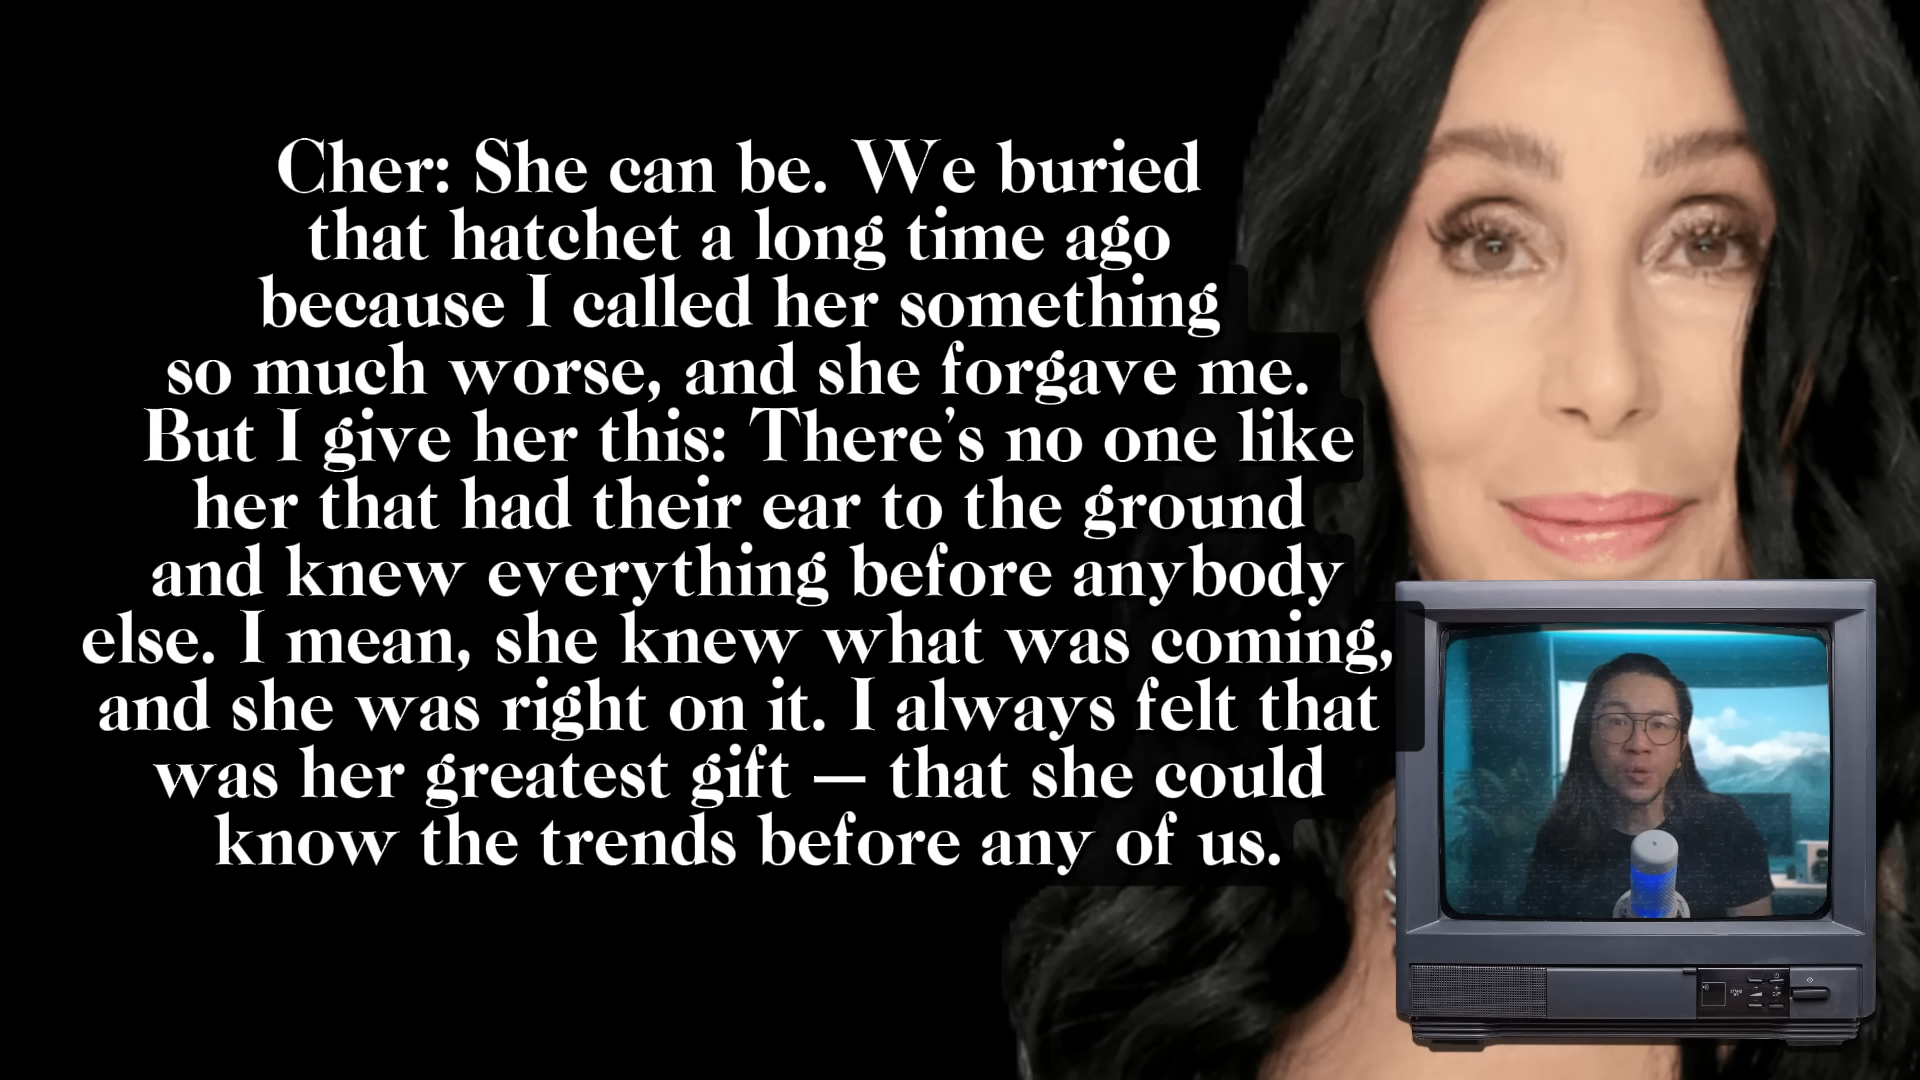 Cher: She can be. We buried
that hatchet a long time ago
because I called her something
so much worse, and she forgave me.
But I give her this: There's no one like
her that had their ear to the ground
and knew everything before anybody
else. I mean, she knew what was coming,
and she was right on it. I always felt that
was her greatest gift — that she could
know the trends before any of us.